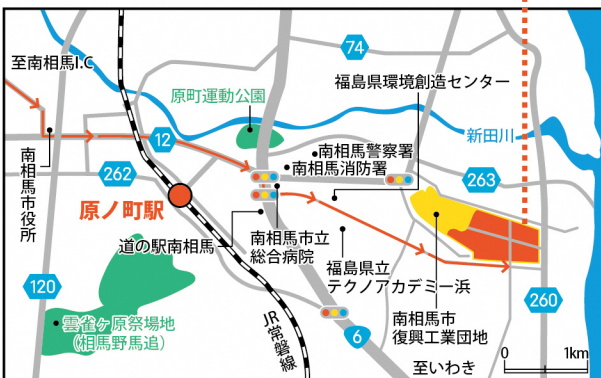 74
至南相馬I.C
原町運動公園
福島県環境創造センター
12
新田川
南相馬警察署
南相馬消防署
南相馬市役所
262
263
原ノ町駅
道の駅南相馬
南相馬市立
総合病院
福島県立
テクノアカデミー浜
120
260
南相馬市
復興工業団地
雲雀ヶ原祭場地
（相馬野馬追）
JR常磐線
6
至いわき
0 1km